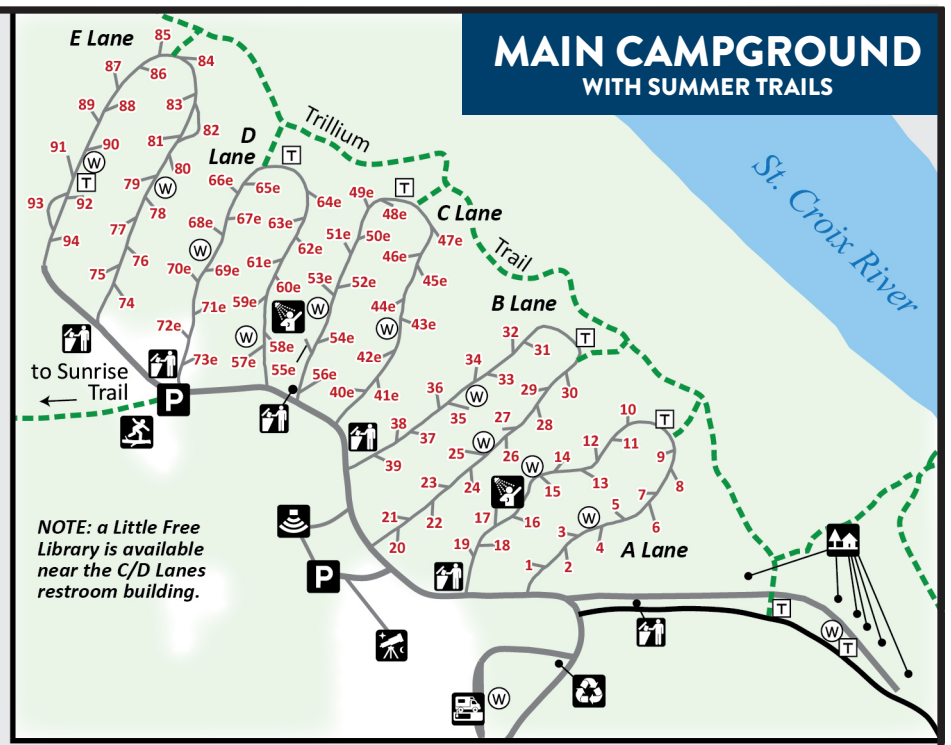 MAIN CAMPGROUND
WITH SUMMER TRAILS
E Lane
85
84
87
86
89
88
83
82
91
90
81
W
T
80
79
W
93
92
78
94
77
76
75
74
D
Lane
T
66e
65e
64e
68e
67e
63e
W
62e
70e
69e
61e
60e
71e
59e
72e
W
58e
73e
57e
Trillium
Trail
T
49e
48e
C Lane
47e
51e
50e
46e
53e
52e
45e
W
44e
43e
54e
W
42e
55e
56e
40e
41e
B Lane
32
T
31
34
33
30
36
W
29
35
27
28
38
37
W
26
39
25
24
23
22
21
20
10
T
12
11
9
14
W
13
8
15
7
5
6
17
16
W
3
4
19
18
A Lane
1
2
St. Croix River
to Sunrise
Trail
P
NOTE: a Little Free
Library is available
near the C/D Lanes
restroom building.
P
T
W
T
W